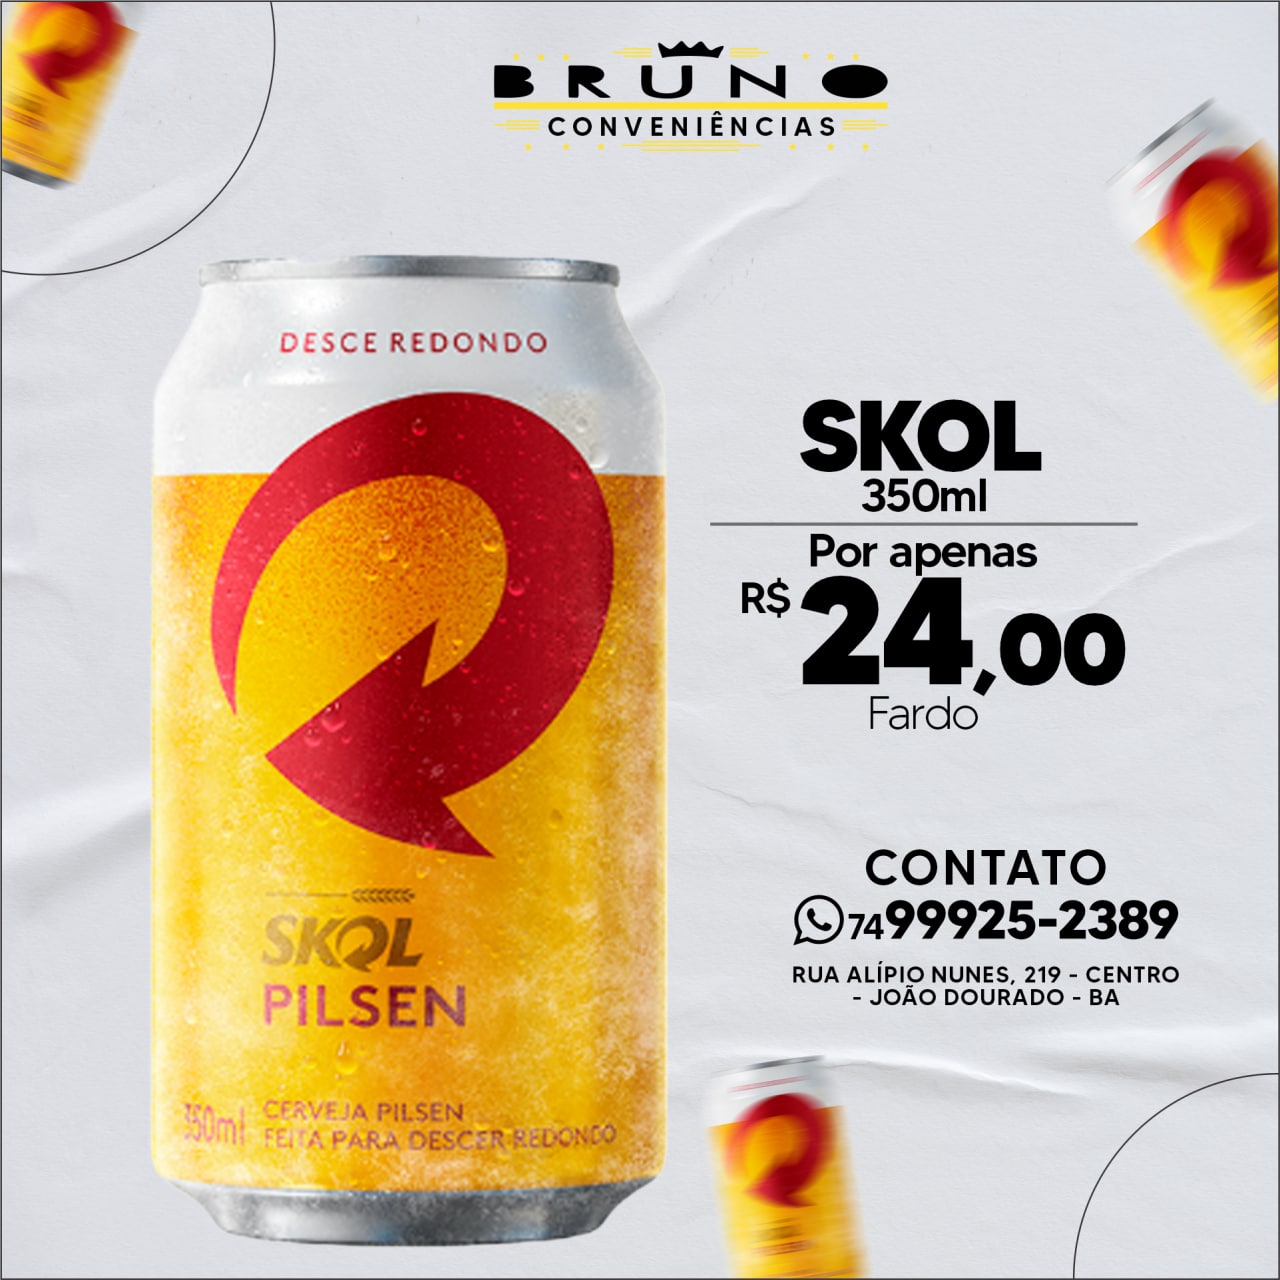 BRUNO
CONVENIÊNCIAS
DESCE REDONDO
SKOL
350ml
Por apenas
R$ 24,00
Fardo
SKOL
PILSEN
350ml
CERVEJA PILSEN
FEITA PARA DESCER REDONDO
CONTATO
74 99925-2389
RUA ALÍPIO NUNES, 219 - CENTRO
- JOÃO DOURADO - BA